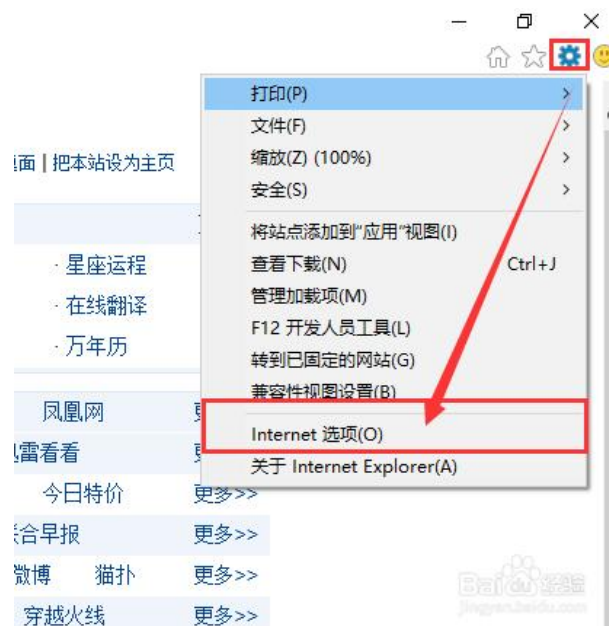 打印(P)
文件(F)
缩放(Z) (100%)
安全(S)
将站点添加到"应用"视图(I)
查看下载(N) Ctrl+J
管理加载项(M)
F12 开发人员工具(L)
转到已固定的网站(G)
兼容性视图设置(B)
Internet 选项(O)
关于 Internet Explorer(A)
面 | 把本站设为主页
· 星座运程
· 在线翻译
· 万年历
凤凰网
雷看看
今日特价 更多>>
合早报 更多>>
微博 猫扑 更多>>
穿越火线 更多>>
Baidu 经验
jingyan.baidu.com